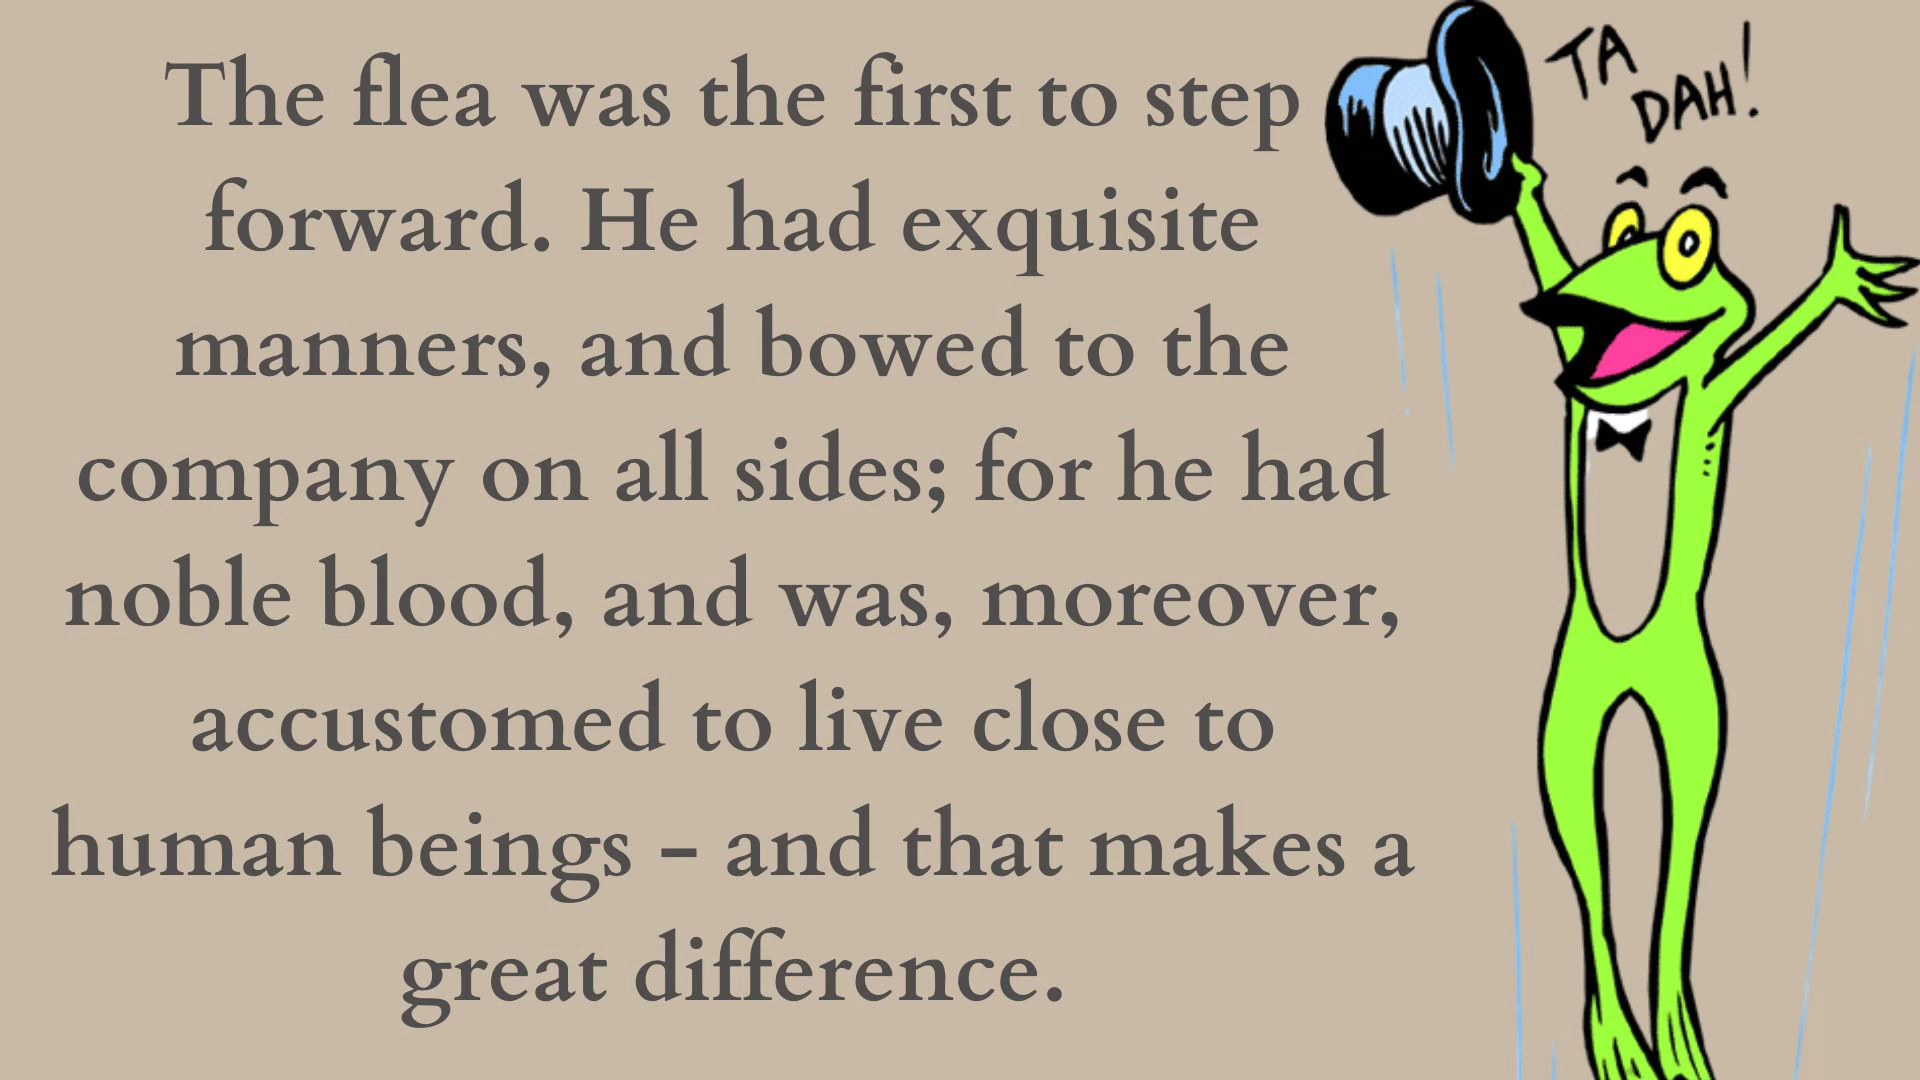 The flea was the first to step
forward. He had exquisite
manners, and bowed to the
company on all sides; for he had
noble blood, and was, moreover,
accustomed to live close to
human beings - and that makes a
great difference.
TA
DAH!